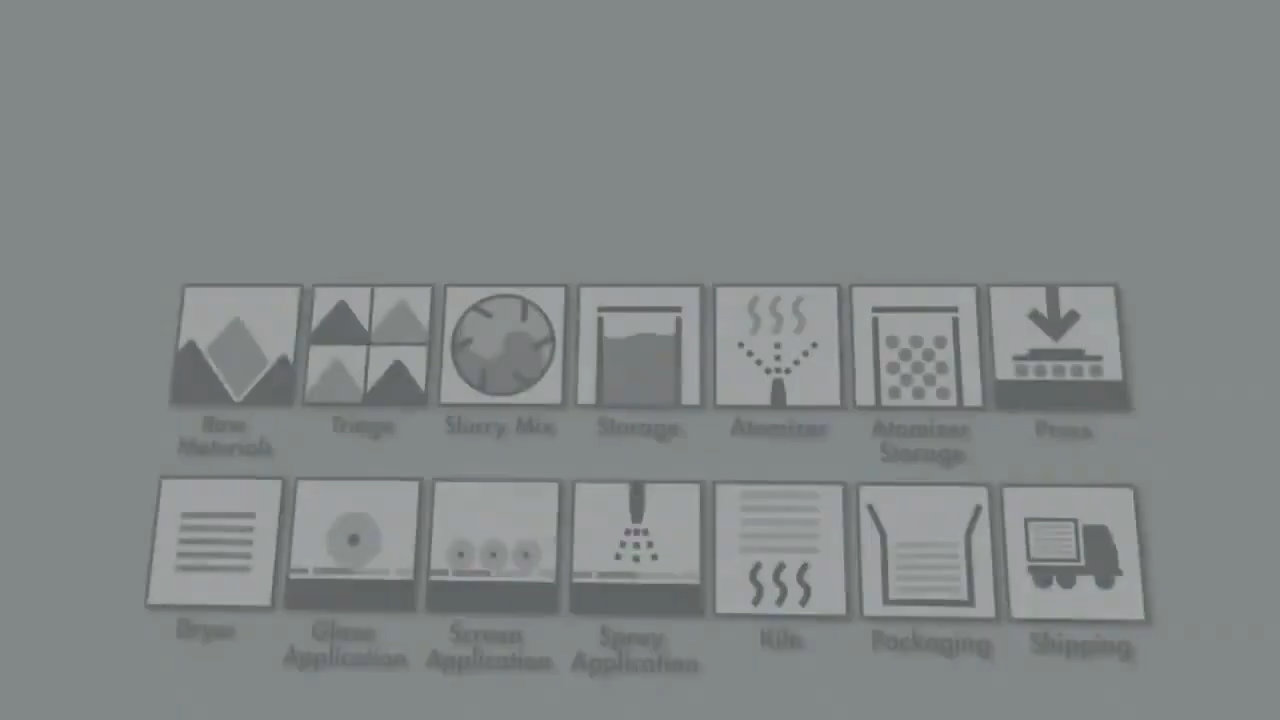 Raw
Materials
Triage
Slurry Mix
Storage
Atomizer
Atomizer
Storage
Press
Dryer
Glaze
Application
Screen
Application
Spray
Application
Kiln
Packaging
Shipping